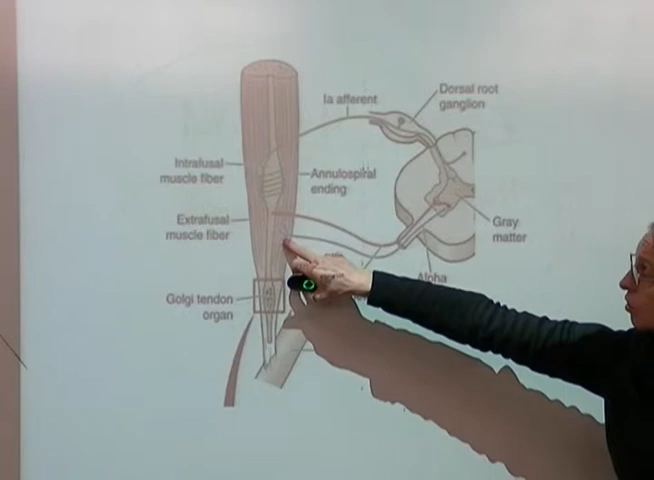 Ia afferent
Dorsal root
ganglion
Intrafusal
muscle fiber
Annulospiral
ending
Extrafusal
muscle fiber
Gray
matter
Alpha
Golgi tendon
organ